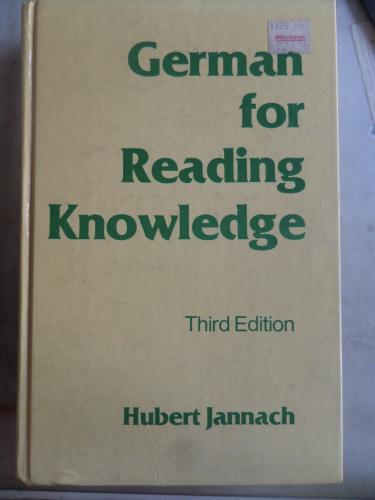 German
for
Reading
Knowledge
Third Edition
Hubert Jannach